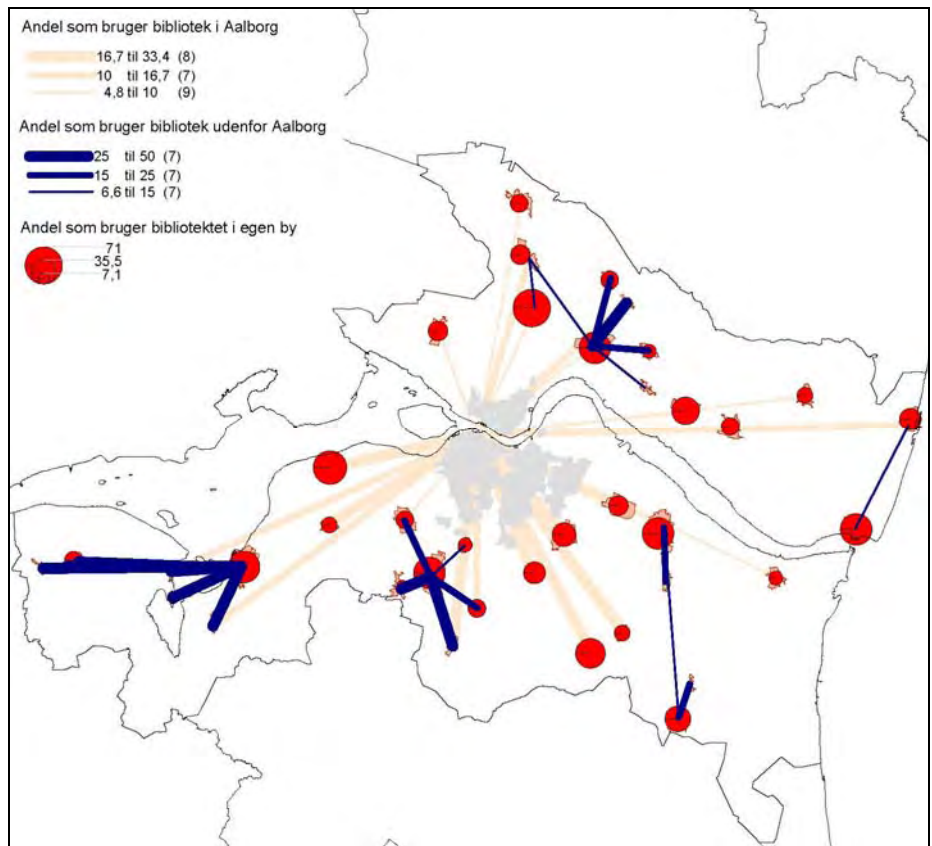 Andel som bruger bibliotek i Aalborg
16,7 til 33,4 (8)
10 til 16,7 (7)
4,8 til 10 (9)
Andel som bruger bibliotek udenfor Aalborg
25 til 50 (7)
15 til 25 (7)
6,6 til 15 (7)
Andel som bruger bibliotektet i egen by
71
35,5
7,1